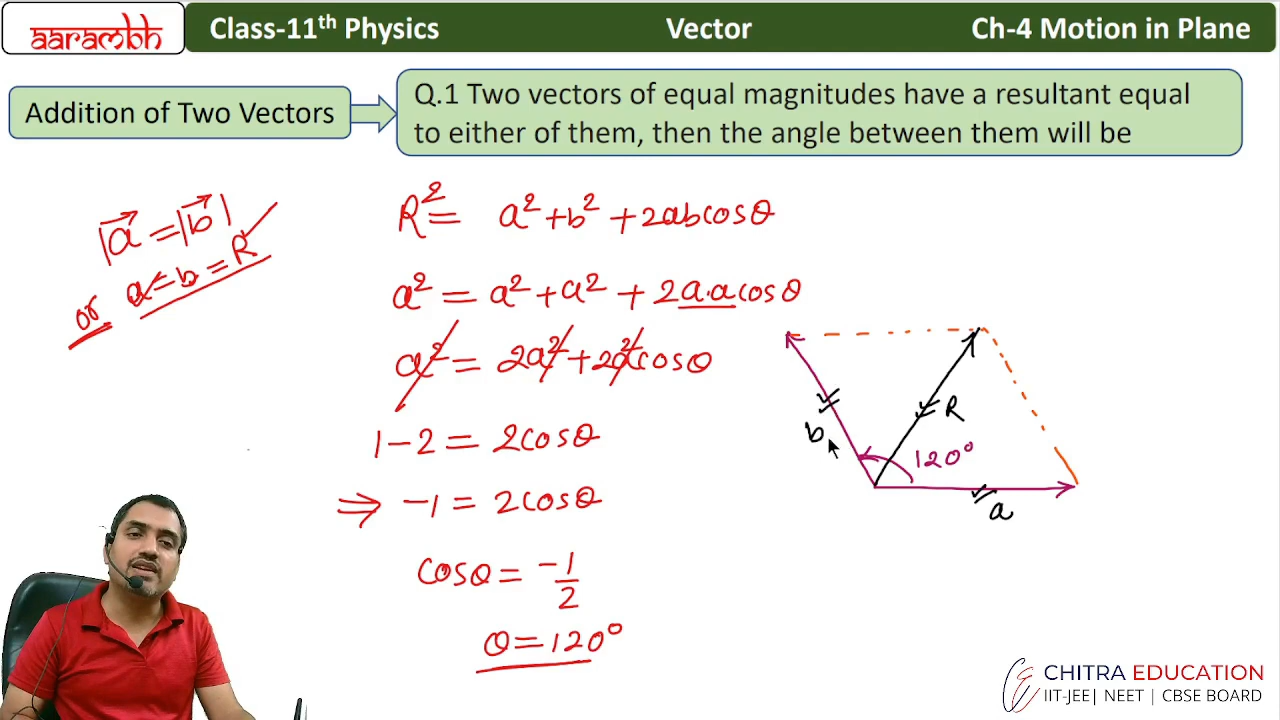 aarambh
Class-11th Physics
Vector
Ch-4 Motion in Plane
Addition of Two Vectors
Q.1 Two vectors of equal magnitudes have a resultant equal
to either of them, then the angle between them will be
|a⃗| = |b⃗|
or a = b = R
R² = a² + b² + 2abcosθ
a² = a² + a² + 2a·a cosθ
a² = 2a² + 2a² cosθ
1 - 2 = 2cosθ
⇒ -1 = 2cosθ
cosθ = -1/2
θ = 120°
b
R
120°
a
CHITRA EDUCATION
IIT-JEE| NEET | CBSE BOARD